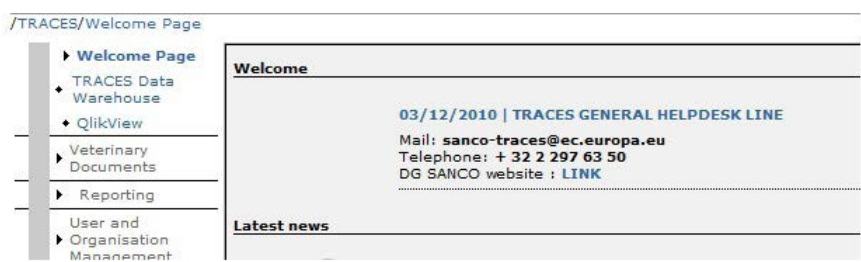 /TRACES/Welcome Page
Welcome Page
TRACES Data
Warehouse
QlikView
Veterinary
Documents
Reporting
User and
Organisation
Management
Welcome
03/12/2010 | TRACES GENERAL HELPDESK LINE
Mail: sanco-traces@ec.europa.eu
Telephone: + 32 2 297 63 50
DG SANCO website : LINK
Latest news